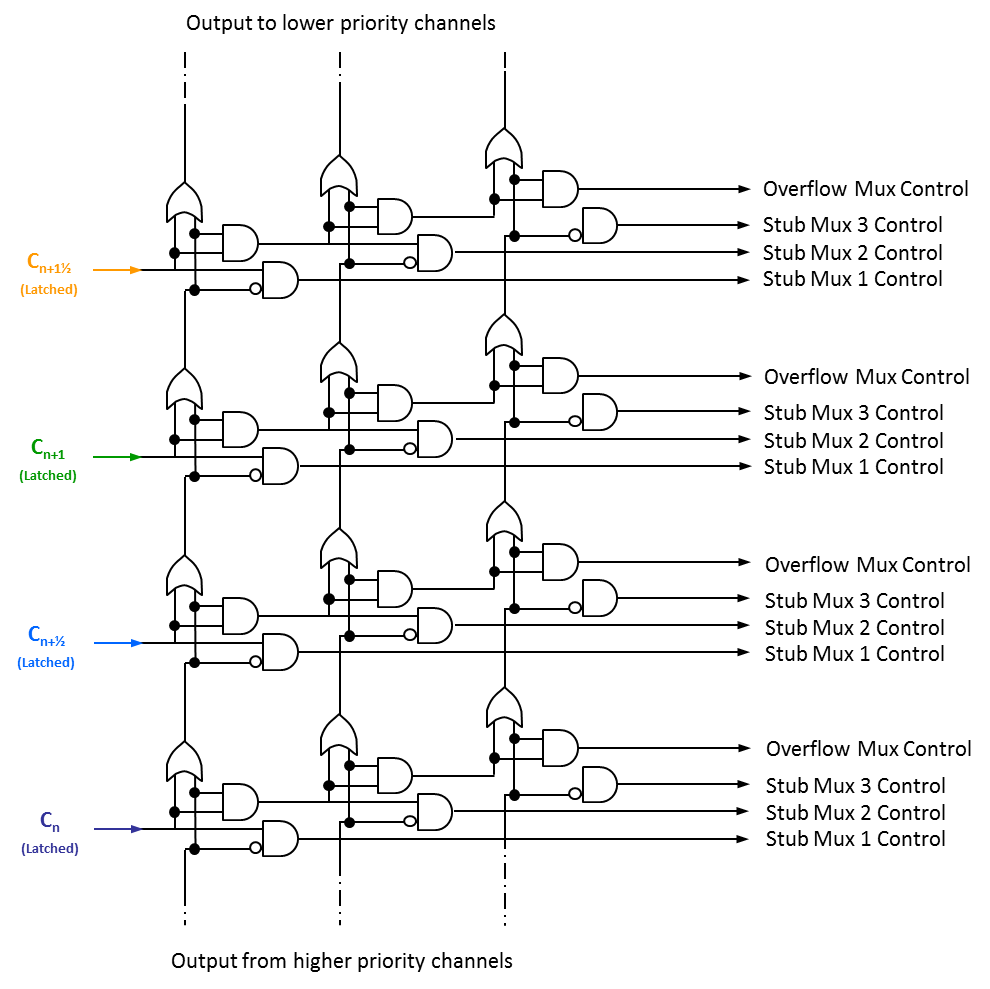 Output to lower priority channels
Overflow Mux Control
Stub Mux 3 Control
Stub Mux 2 Control
Cn+1½
(Latched)
Stub Mux 1 Control
Overflow Mux Control
Stub Mux 3 Control
Stub Mux 2 Control
Cn+1
(Latched)
Stub Mux 1 Control
Overflow Mux Control
Stub Mux 3 Control
Stub Mux 2 Control
Cn+½
(Latched)
Stub Mux 1 Control
Overflow Mux Control
Stub Mux 3 Control
Stub Mux 2 Control
Cn
(Latched)
Stub Mux 1 Control
Output from higher priority channels